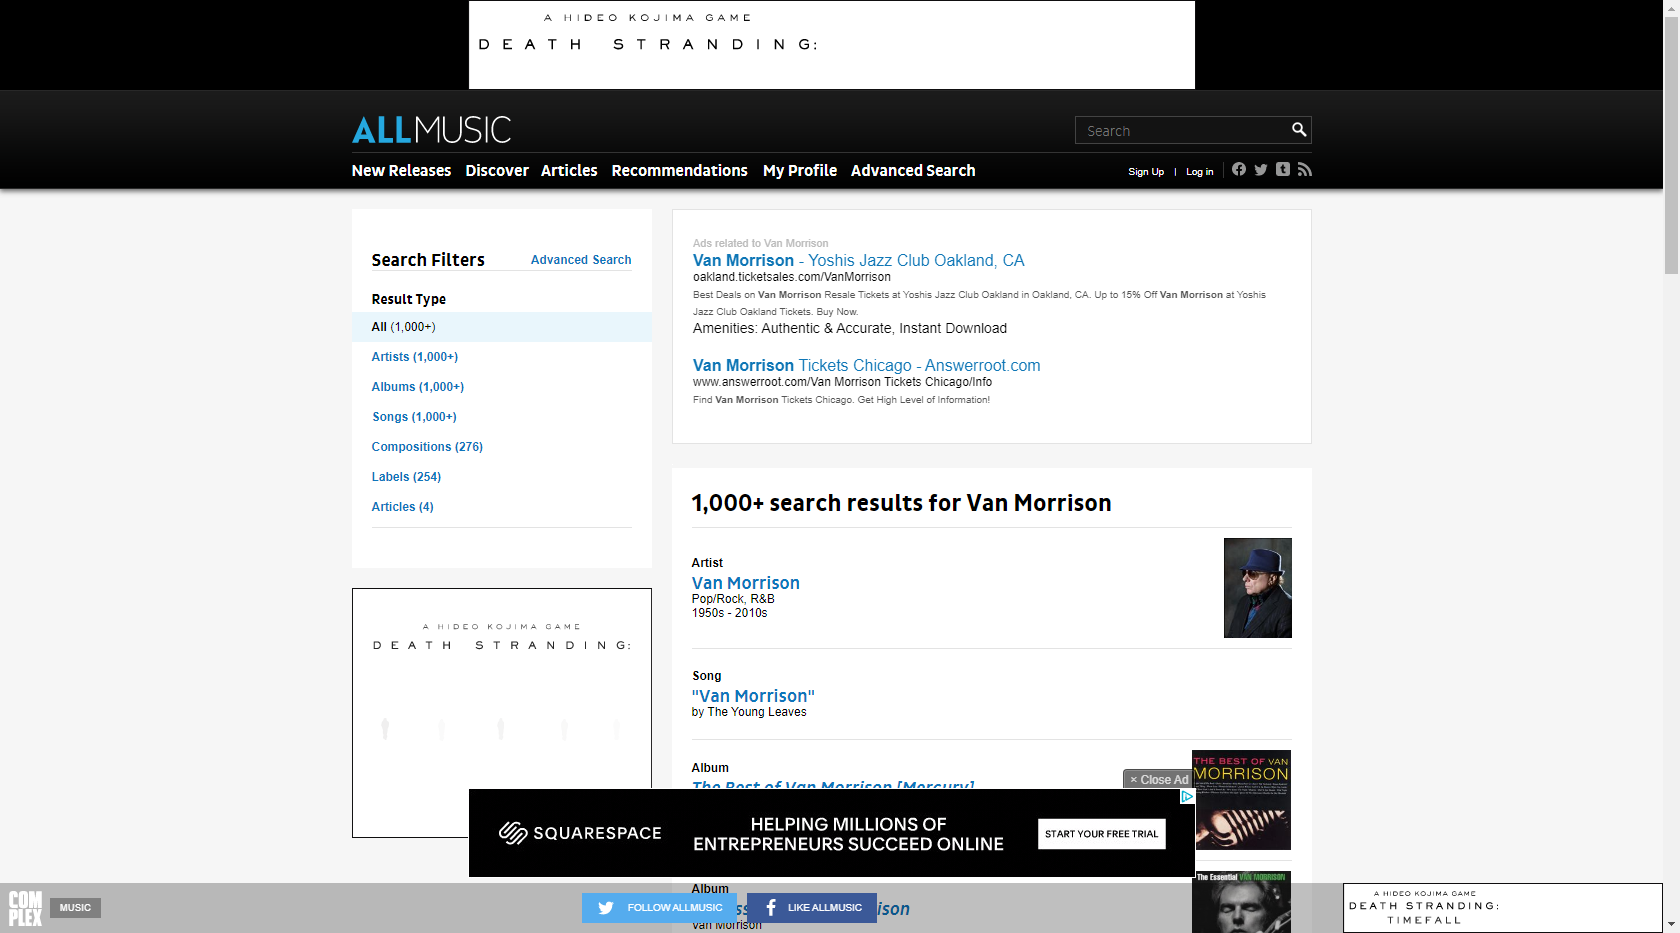 A HIDEO KOJIMA GAME
DEATH STRANDING:
ALLMUSIC
Search
New Releases Discover Articles Recommendations My Profile Advanced Search
Sign Up | Log in
Search Filters Advanced Search
Result Type
All (1,000+)
Artists (1,000+)
Albums (1,000+)
Songs (1,000+)
Compositions (276)
Labels (254)
Articles (4)
A HIDEO KOJIMA GAME
DEATH STRANDING:
Ads related to Van Morrison
Van Morrison - Yoshis Jazz Club Oakland, CA
oakland.ticketsales.com/VanMorrison
Best Deals on Van Morrison Resale Tickets at Yoshis Jazz Club Oakland in Oakland, CA. Up to 15% Off Van Morrison at Yoshis
Jazz Club Oakland Tickets. Buy Now.
Amenities: Authentic & Accurate, Instant Download
Van Morrison Tickets Chicago - Answerroot.com
www.answerroot.com/Van Morrison Tickets Chicago/Info
Find Van Morrison Tickets Chicago. Get High Level of Information!
1,000+ search results for Van Morrison
Artist
Van Morrison
Pop/Rock, R&B
1950s - 2010s
Song
"Van Morrison"
by The Young Leaves
Album
The Best of Van Morrison [Mercury]
× Close Ad
THE BEST OF VAN
MORRISON
SQUARESPACE
HELPING MILLIONS OF
ENTREPRENEURS SUCCEED ONLINE
START YOUR FREE TRIAL
Album
The Essential VAN MORRISON
Van Morrison
COM
PLEX
MUSIC
FOLLOW ALLMUSIC
LIKE ALLMUSIC
A HIDEO KOJIMA GAME
DEATH STRANDING:
TIMEFALL